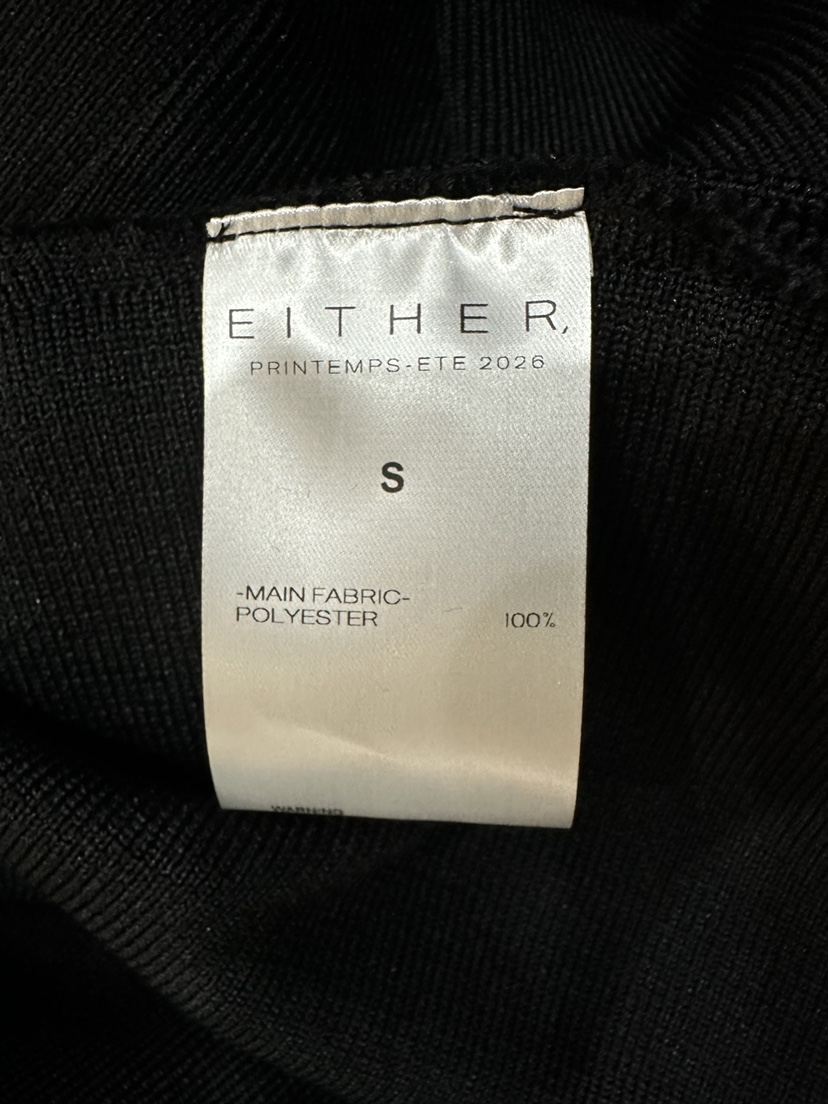 EITHER,
PRINTEMPS-ETE 2026
S
-MAIN FABRIC-
POLYESTER 100%